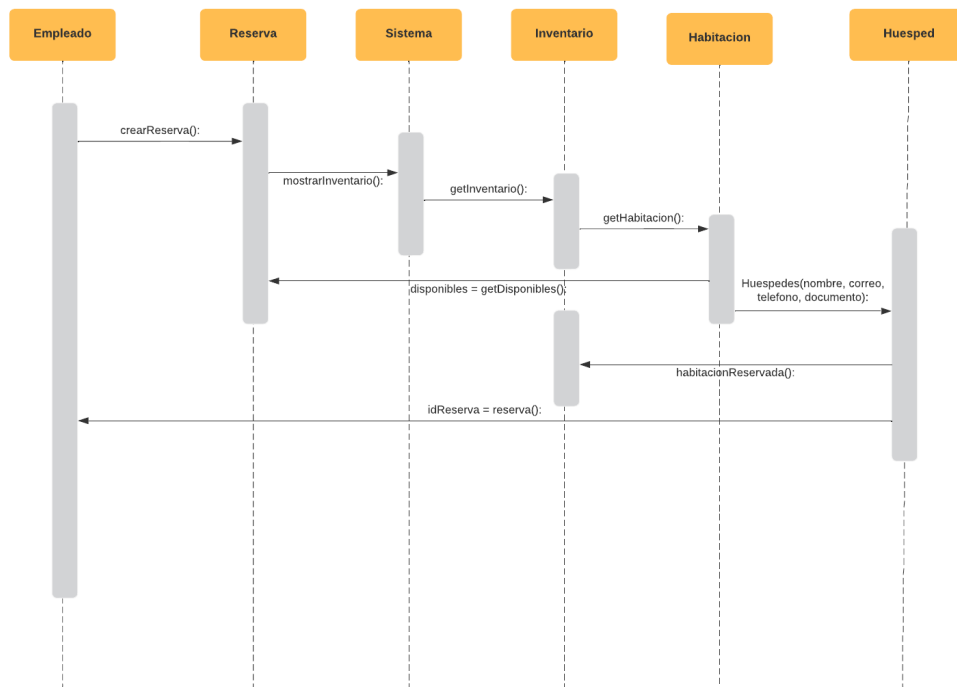 Empleado
Reserva
Sistema
Inventario
Habitacion
Huesped
crearReserva():
mostrarInventario():
getInventario():
getHabitacion():
disponibles = getDisponibles():
Huespedes(nombre, correo,
telefono, documento):
habitacionReservada():
idReserva = reserva():